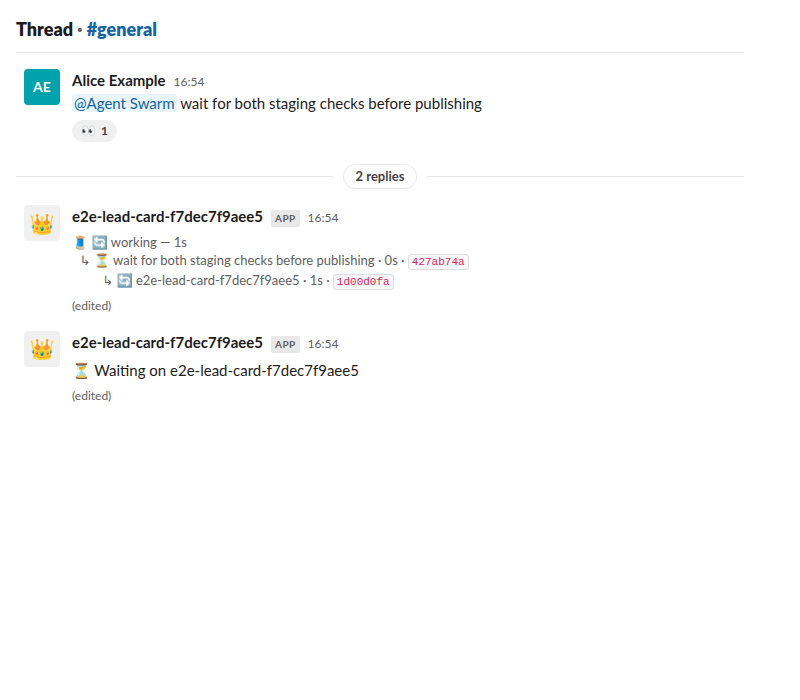 Thread • #general
AE
Alice Example 16:54
@Agent Swarm wait for both staging checks before publishing
👀 1
2 replies
e2e-lead-card-f7dec7f9aee5 APP 16:54
🧵 🔄 working — 1s
↳ ⏳ wait for both staging checks before publishing · 0s · 427ab74a
↳ 🔄 e2e-lead-card-f7dec7f9aee5 · 1s · 1d00d0fa
(edited)
e2e-lead-card-f7dec7f9aee5 APP 16:54
⏳ Waiting on e2e-lead-card-f7dec7f9aee5
(edited)